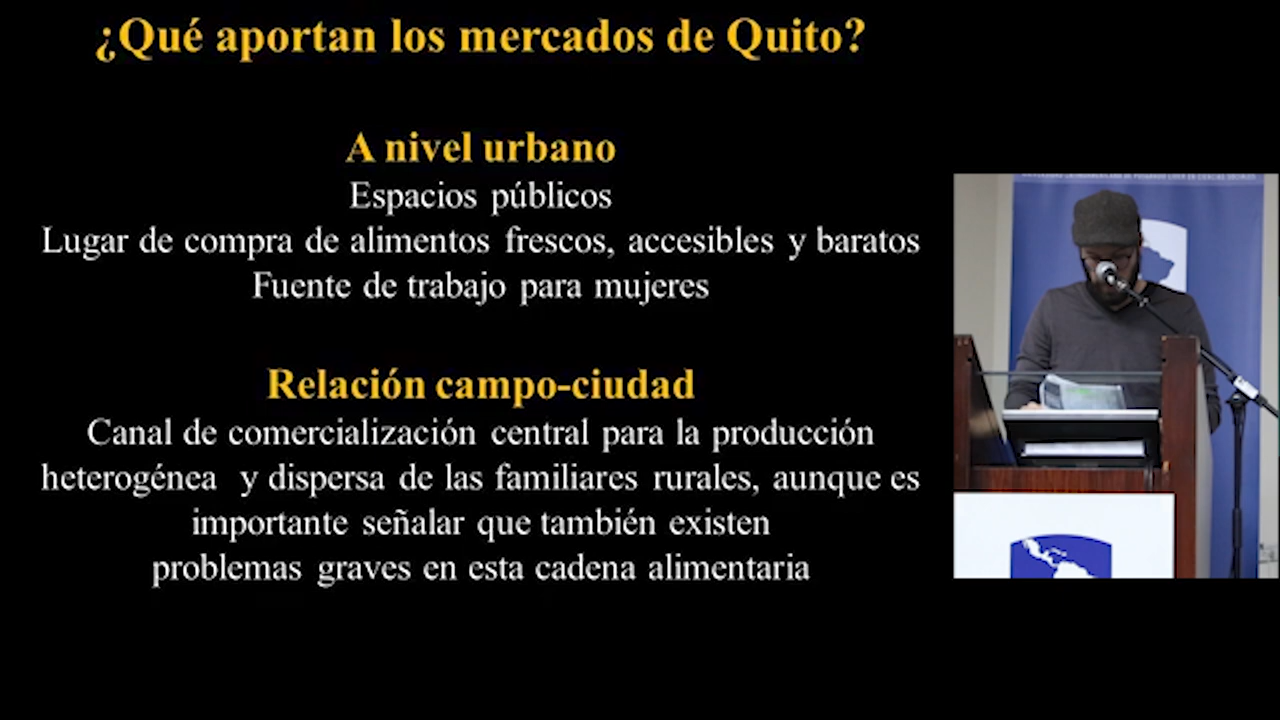 ¿Qué aportan los mercados de Quito?
A nivel urbano
Espacios públicos
Lugar de compra de alimentos frescos, accesibles y baratos
Fuente de trabajo para mujeres
Relación campo-ciudad
Canal de comercialización central para la producción
heterogénea y dispersa de las familiares rurales, aunque es
importante señalar que también existen
problemas graves en esta cadena alimentaria